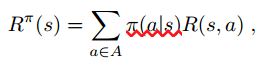 R^π(s) = ∑_{a∈A} π(a|s)R(s, a) ,